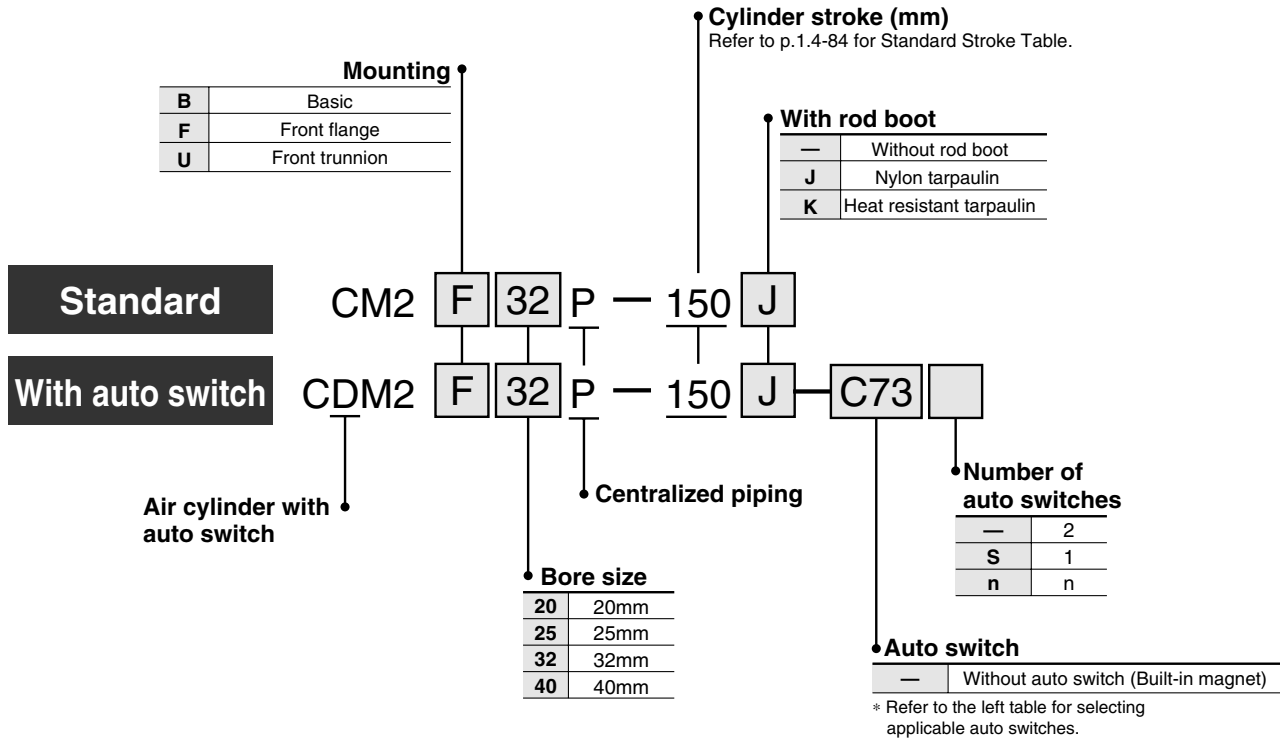 Cylinder stroke (mm)
Refer to p.1.4-84 for Standard Stroke Table.
Mounting
B Basic
F Front flange
U Front trunnion
With rod boot
— Without rod boot
J Nylon tarpaulin
K Heat resistant tarpaulin
Standard CM2 F 32 P — 150 J
With auto switch CDM2 F 32 P — 150 J — C73
Air cylinder with
auto switch
Centralized piping
Number of
auto switches
— 2
S 1
n n
Bore size
20 20mm
25 25mm
32 32mm
40 40mm
Auto switch
— Without auto switch (Built-in magnet)
* Refer to the left table for selecting
applicable auto switches.